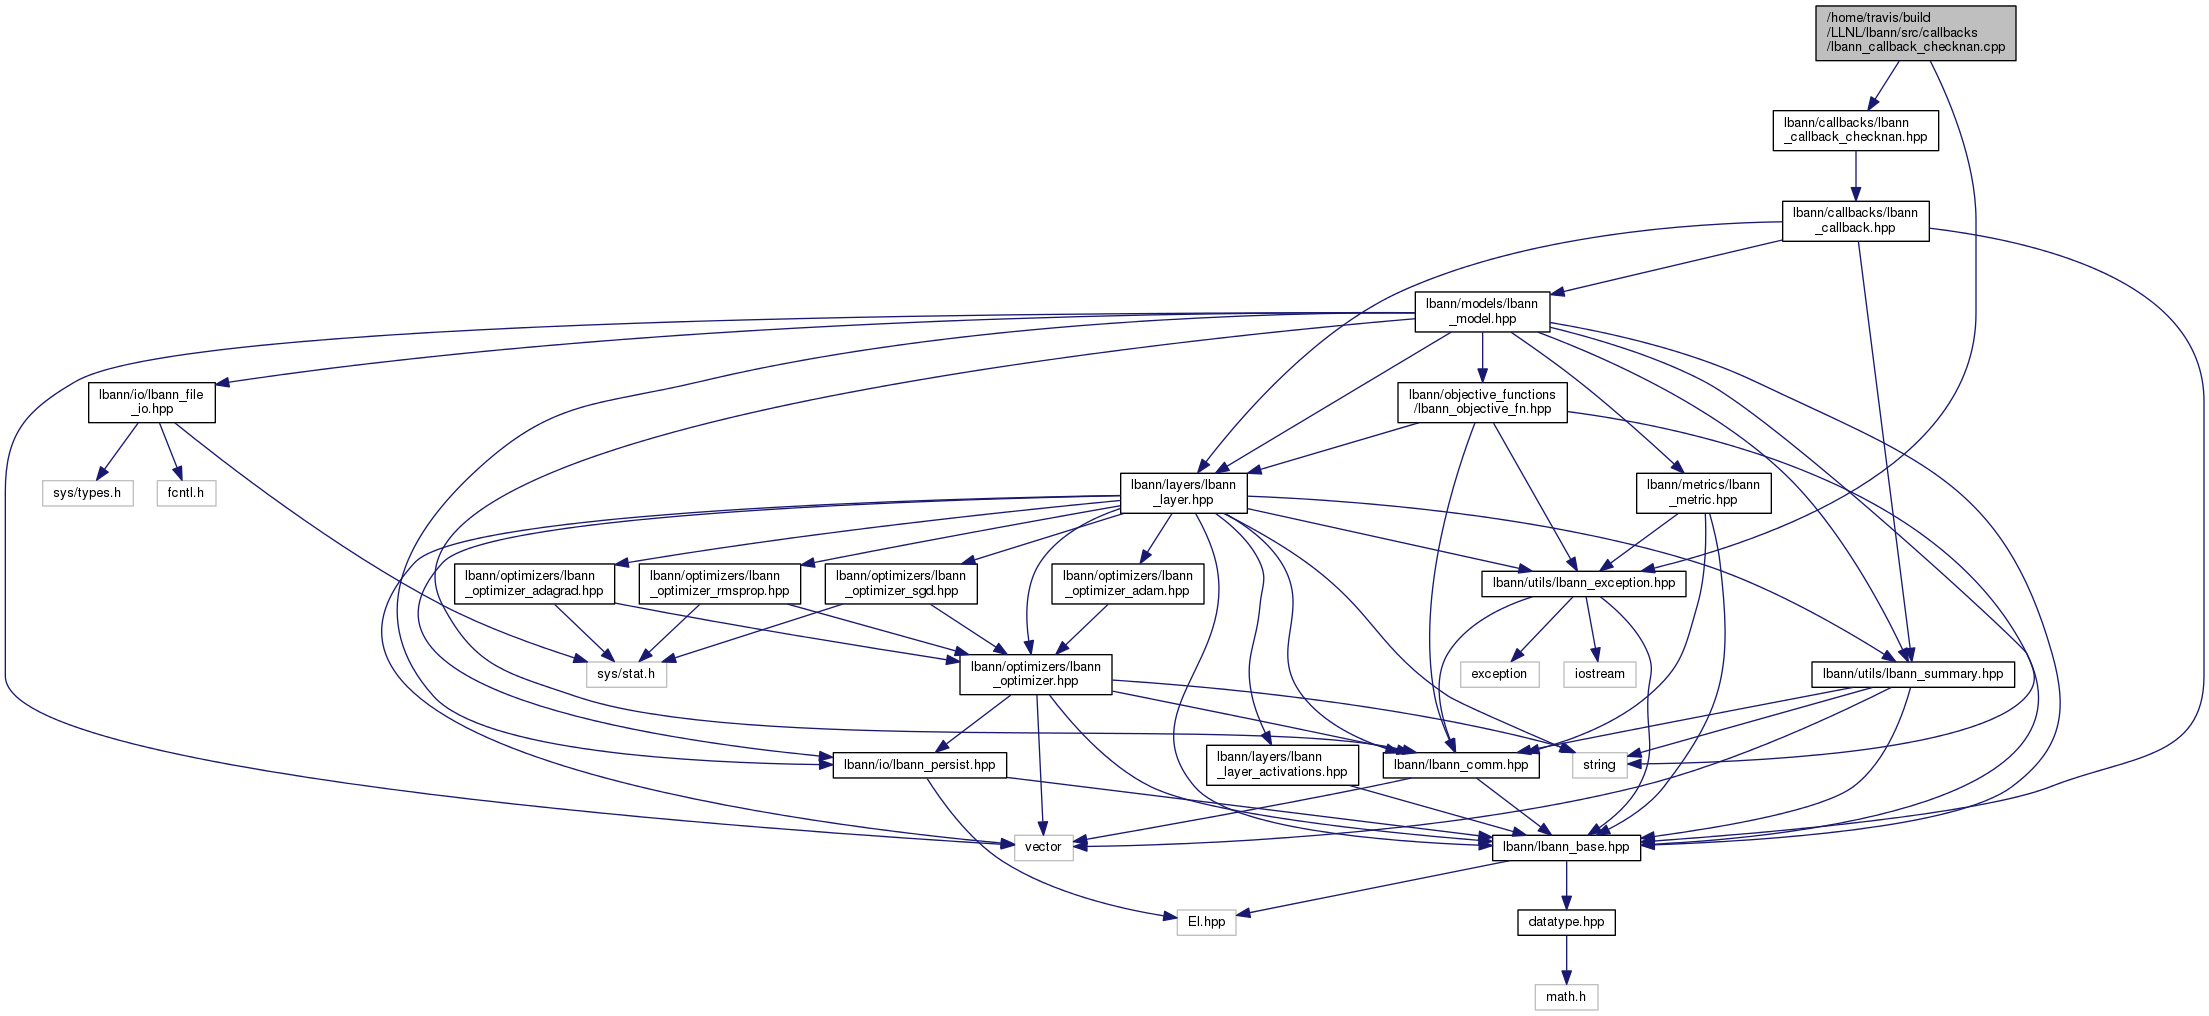 /home/travis/build
/LLNL/lbann/src/callbacks
/lbann_callback_checknan.cpp
lbann/callbacks/lbann
_callback_checknan.hpp
lbann/callbacks/lbann
_callback.hpp
lbann/models/lbann
_model.hpp
lbann/io/lbann_file
_io.hpp
lbann/objective_functions
/lbann_objective_fn.hpp
sys/types.h
fcntl.h
lbann/layers/lbann
_layer.hpp
lbann/metrics/lbann
_metric.hpp
lbann/optimizers/lbann
_optimizer_adagrad.hpp
lbann/optimizers/lbann
_optimizer_rmsprop.hpp
lbann/optimizers/lbann
_optimizer_sgd.hpp
lbann/optimizers/lbann
_optimizer_adam.hpp
lbann/utils/lbann_exception.hpp
sys/stat.h
lbann/optimizers/lbann
_optimizer.hpp
exception
iostream
lbann/utils/lbann_summary.hpp
lbann/io/lbann_persist.hpp
lbann/layers/lbann
_layer_activations.hpp
lbann/lbann_comm.hpp
string
vector
lbann/lbann_base.hpp
El.hpp
datatype.hpp
math.h